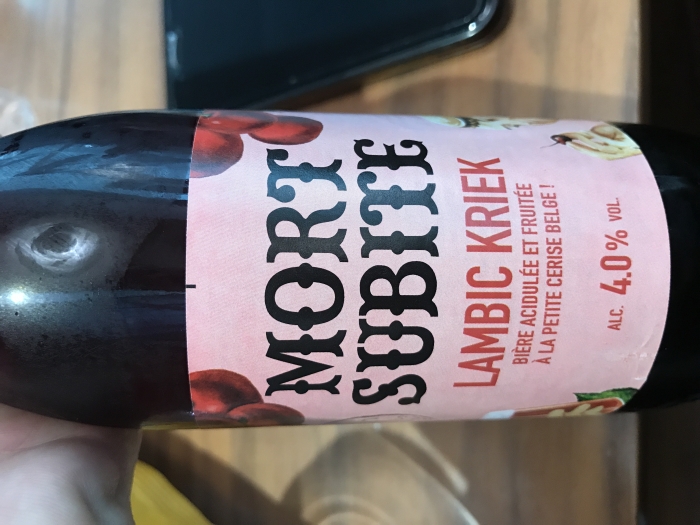 MORT
SUBITE
LAMBIC KRIEK
BIÈRE ACIDULÉE ET FRUITÉE
À LA PETITE CERISE BELGE !
ALC. 4.0% VOL.